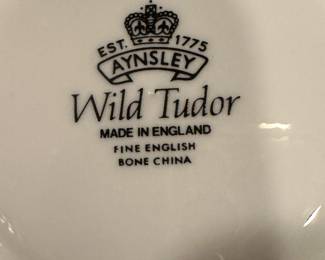 EST. 1775
AYNSLEY
Wild Tudor
MADE IN ENGLAND
FINE ENGLISH
BONE CHINA